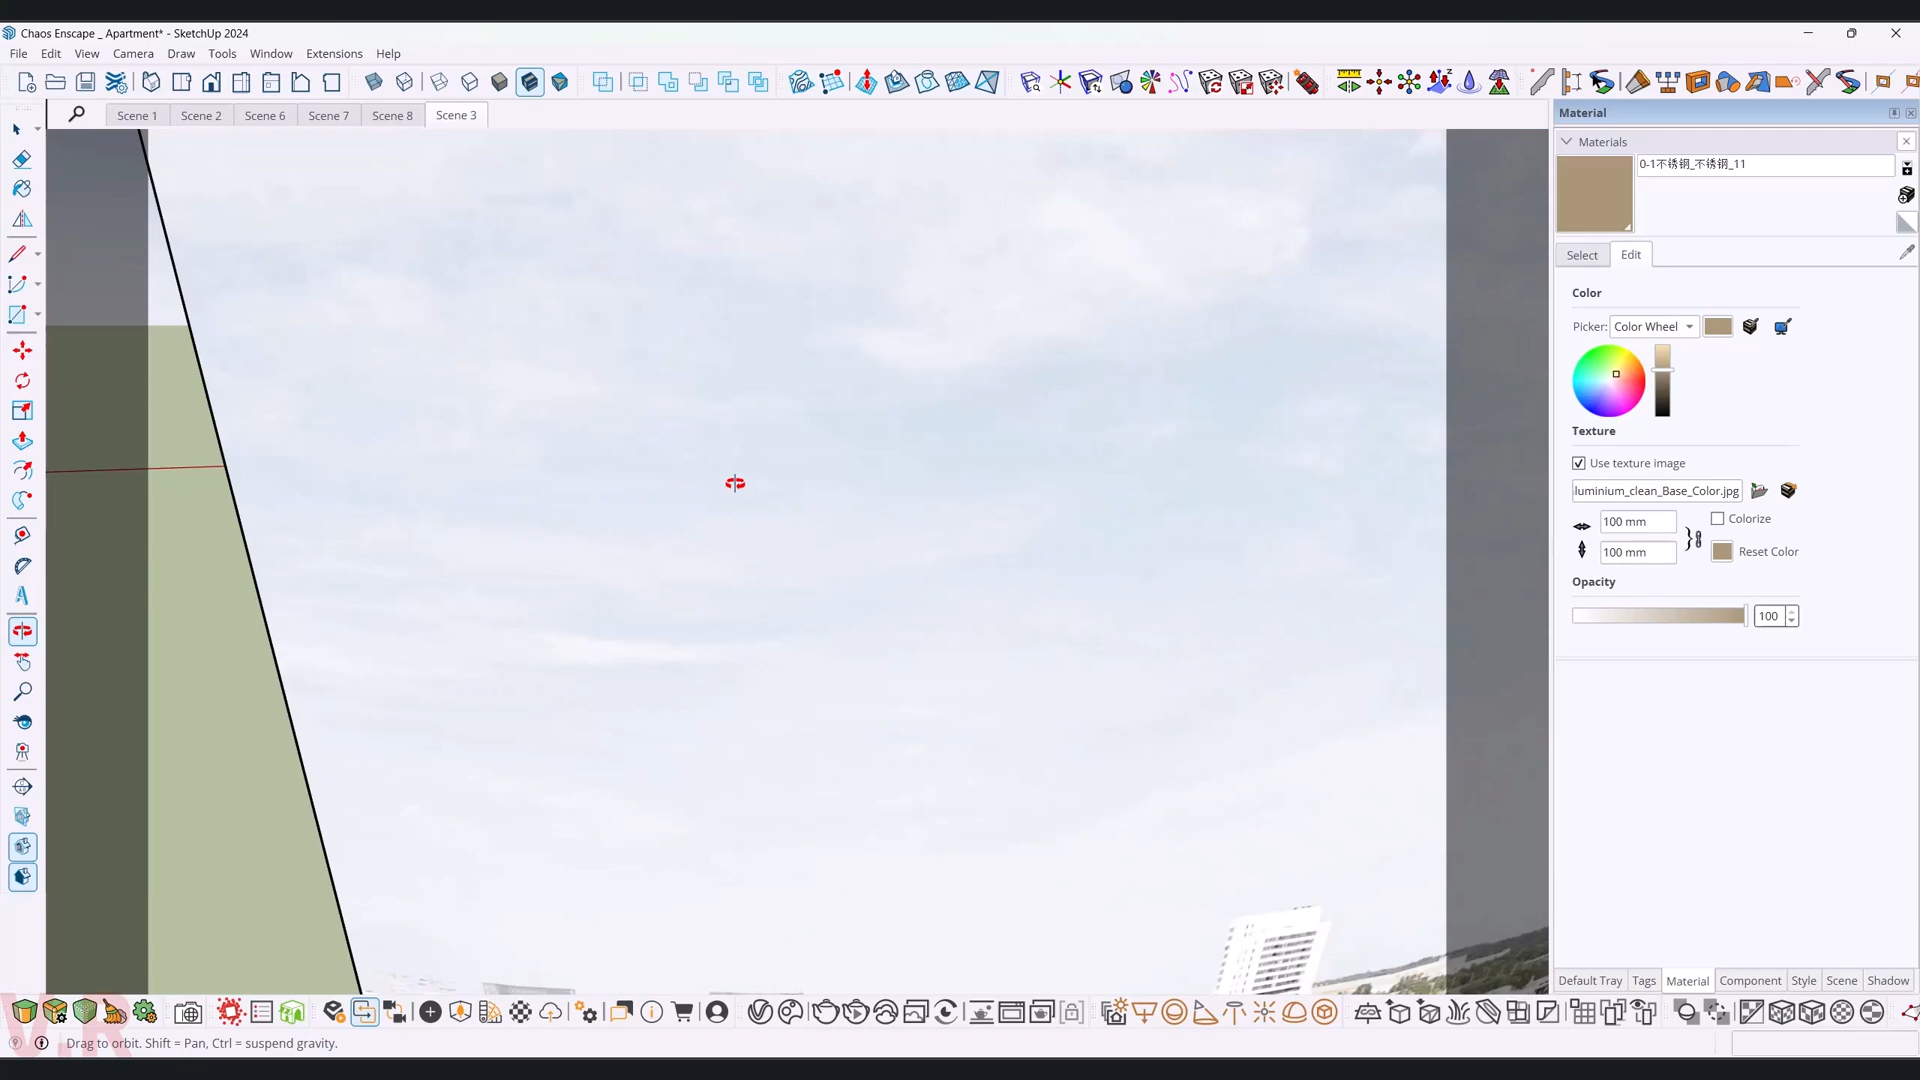 Chaos Enscape _ Apartment* - SketchUp 2024
File Edit View Camera Draw Tools Window Extensions Help
Scene 1 Scene 2 Scene 6 Scene 7 Scene 8 Scene 3
Material
Materials
0-1不锈钢_不锈钢_11
Select Edit
Color
Picker: Color Wheel
Texture
Use texture image
luminium_clean_Base_Color.jpg
100 mm Colorize
100 mm Reset Color
Opacity
100
Default Tray Tags Material Component Style Scene Shadow
Drag to orbit. Shift = Pan, Ctrl = suspend gravity.